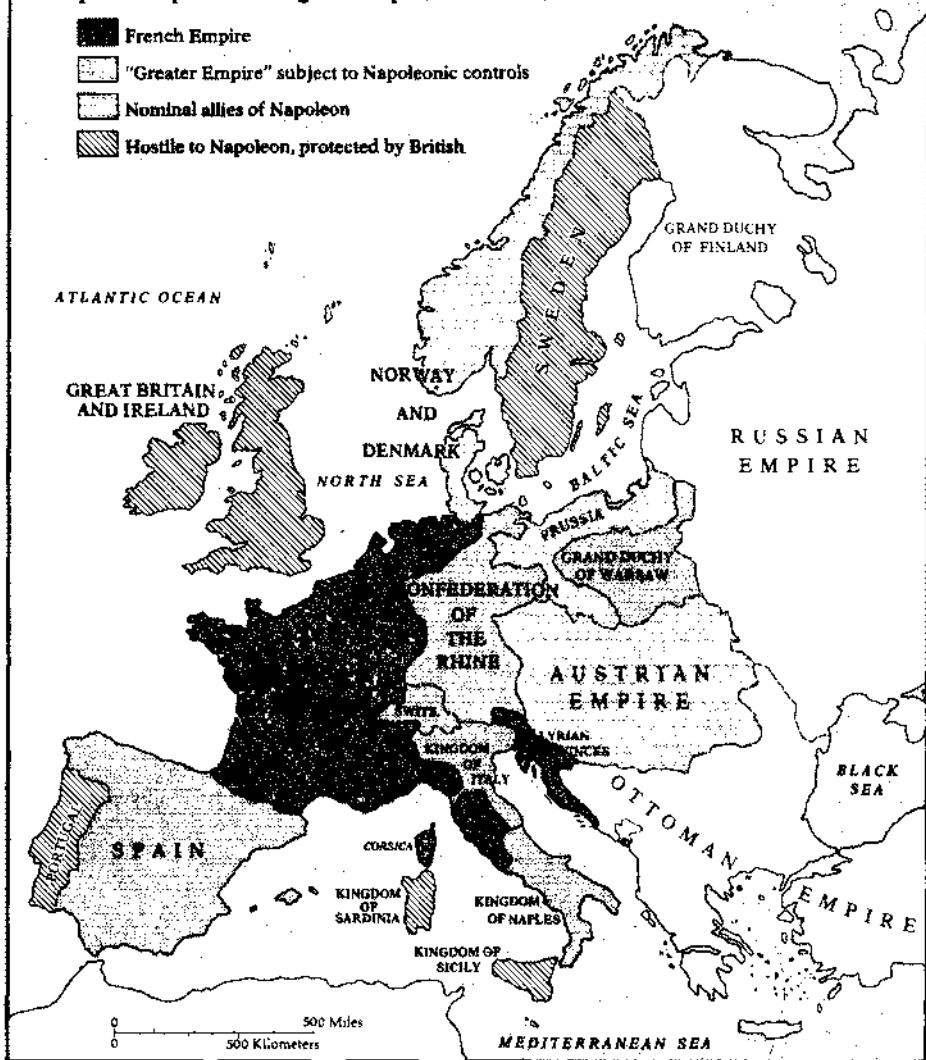 French Empire
"Greater Empire" subject to Napoleonic controls
Nominal allies of Napoleon
Hostile to Napoleon, protected by British
GRAND DUCHY
OF FINLAND
ATLANTIC OCEAN
SWEDEN
GREAT BRITAIN
AND IRELAND
NORWAY
AND
DENMARK
NORTH SEA
BALTIC SEA
RUSSIAN
EMPIRE
PRUSSIA
GRAND DUCHY
OF WARSAW
CONFEDERATION
OF
THE
RHINE
AUSTRIAN
EMPIRE
SWITZ.
KINGDOM
OF
ITALY
BLACK
SEA
OTTOMAN
EMPIRE
PORTUGAL
SPAIN
CORSICA
KINGDOM
OF
SARDINIA
KINGDOM
OF NAPLES
KINGDOM OF
SICILY
0 500 Miles
0 500 Kilometers
MEDITERRANEAN SEA